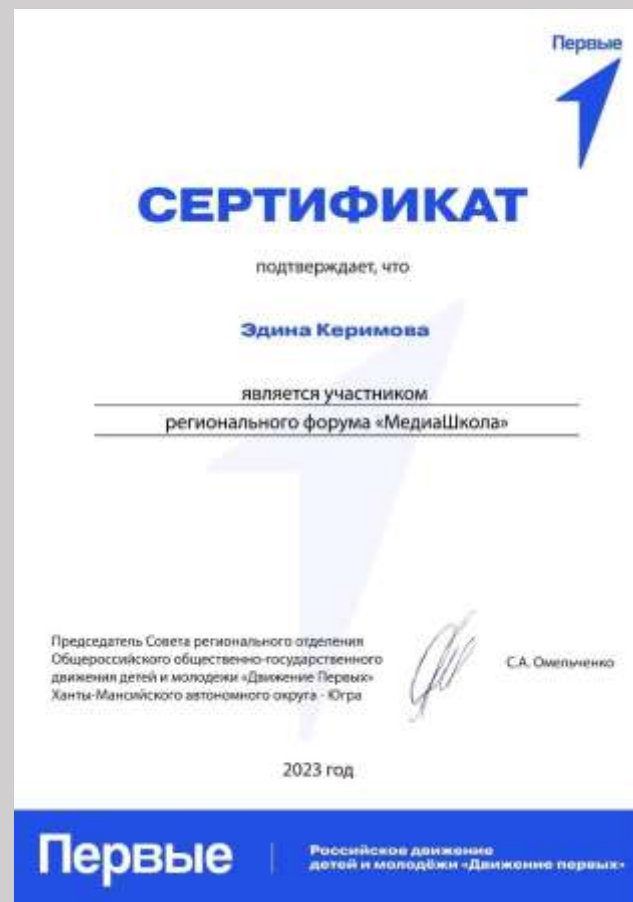 Первые
СЕРТИФИКАТ
подтверждает, что
Эдина Керимова
является участником
регионального форума «МедиаШкола»
Председатель Совета регионального отделения
Общероссийского общественно-государственного
движения детей и молодежи «Движение Первых»
Ханты-Мансийского автономного округа - Югра
С.А. Омельченко
2023 год
Первые
Российское движение
детей и молодёжи «Движение первых»